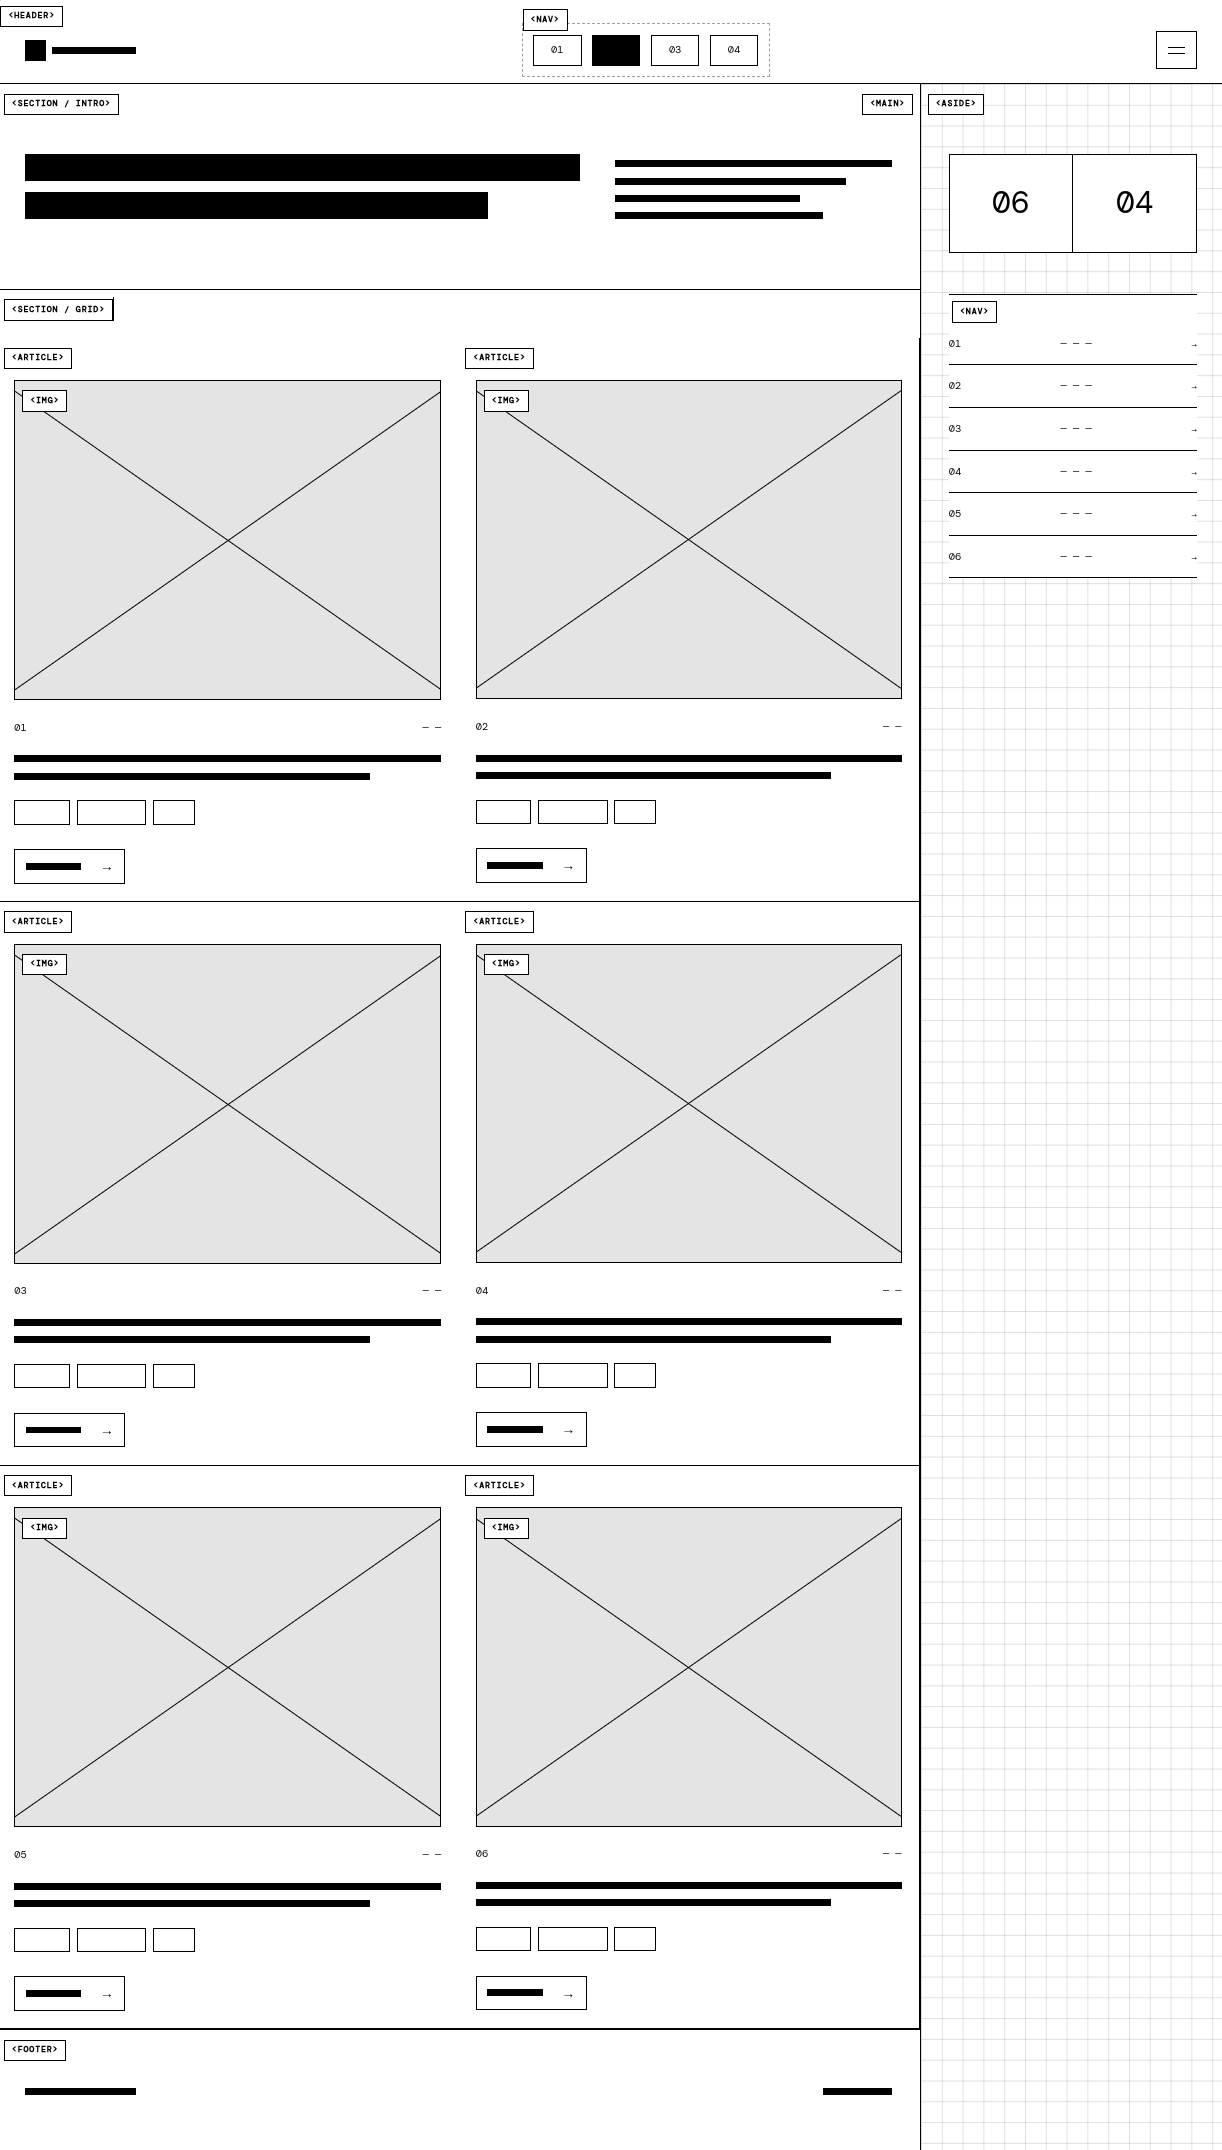 <HEADER>
<NAV>
01
03
04
<SECTION / INTRO>
<MAIN>
<SECTION / GRID>
<ARTICLE>
<IMG>
01 — —
→
<ARTICLE>
<IMG>
02 — —
→
<ARTICLE>
<IMG>
03 — —
→
<ARTICLE>
<IMG>
04 — —
→
<ARTICLE>
<IMG>
05 — —
→
<ARTICLE>
<IMG>
06 — —
→
<FOOTER>
<ASIDE>
06 04
<NAV>
01 — — — →
02 — — — →
03 — — — →
04 — — — →
05 — — — →
06 — — — →